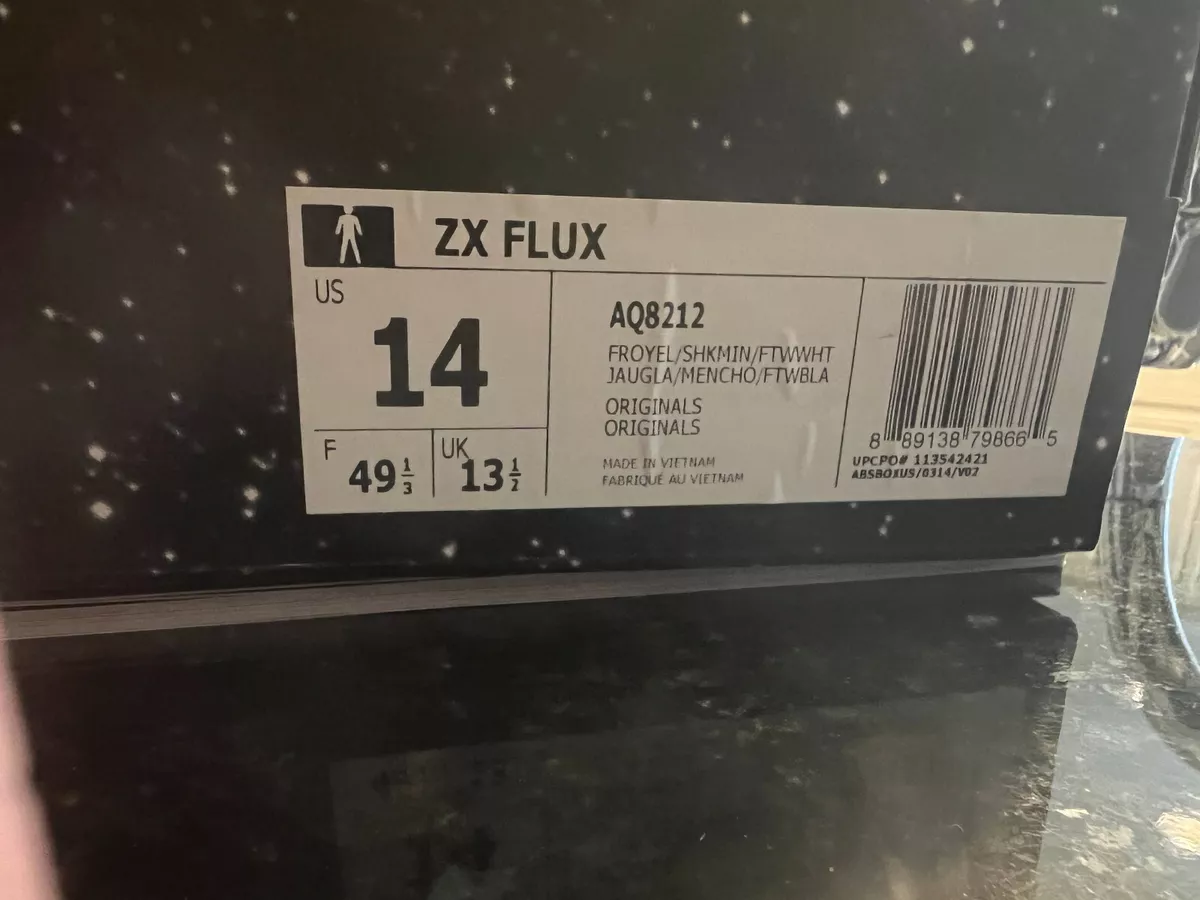 ZX FLUX
US
14
F
49 1/3
UK
13 1/2
AQ8212
FROYEL/SHKMIN/FTWWHT
JAUGLA/MENCHO/FTWBLA
ORIGINALS
ORIGINALS
MADE IN VIETNAM
FABRIQUÉ AU VIETNAM
8 89138 79866 5
UPCPO# 113542421
ABSBOXUS/0314/V02